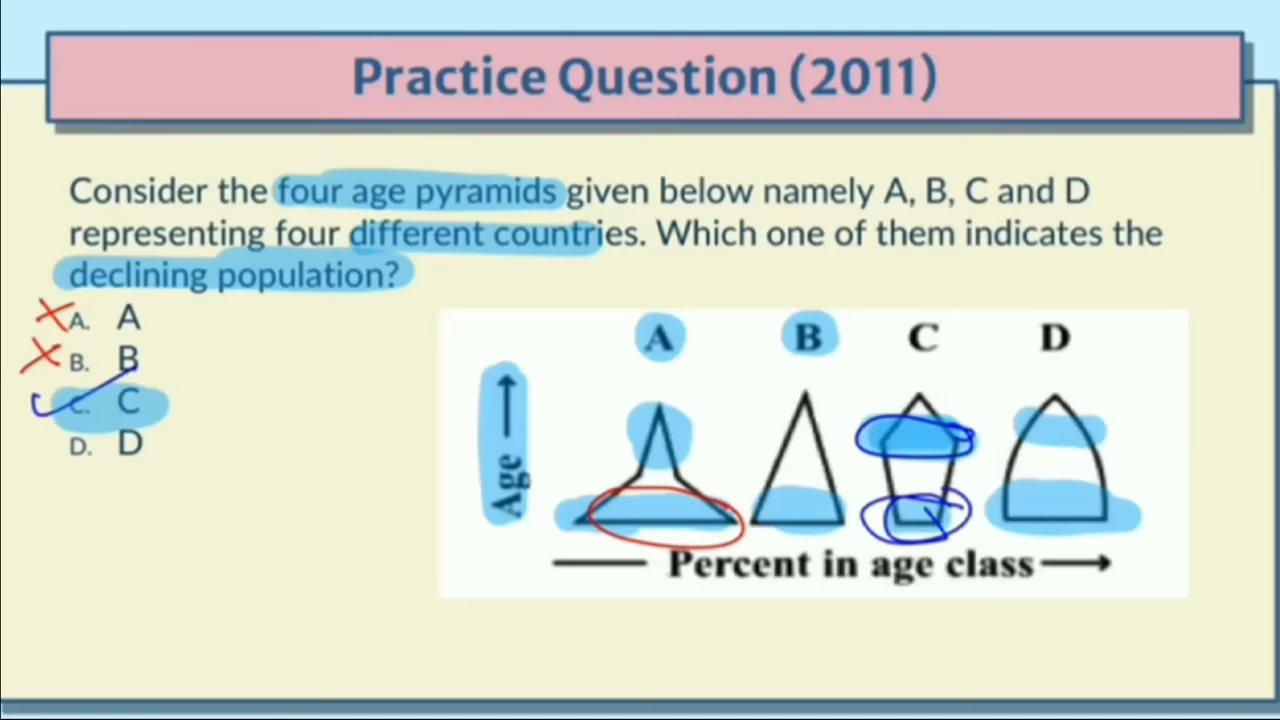 Practice Question (2011)
Consider the four age pyramids given below namely A, B, C and D
representing four different countries. Which one of them indicates the
declining population?
A. A
B. B
C. C
D. D
A B C D
Age
Percent in age class